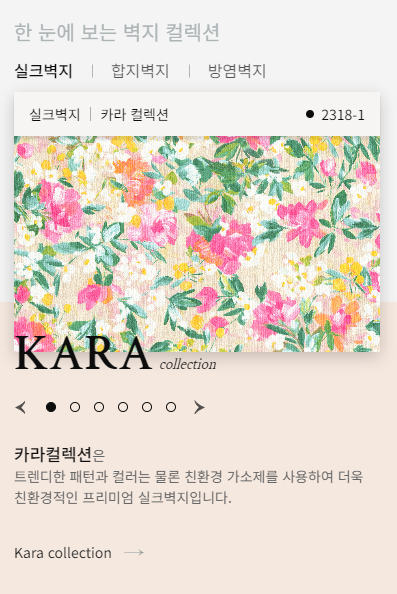 한 눈에 보는 벽지 컬렉션
실크벽지 | 합지벽지 | 방염벽지
실크벽지 | 카라 컬렉션 ● 2318-1
KARA collection
카라컬렉션은
트렌디한 패턴과 컬러는 물론 친환경 가소제를 사용하여 더욱
친환경적인 프리미엄 실크벽지입니다.
Kara collection